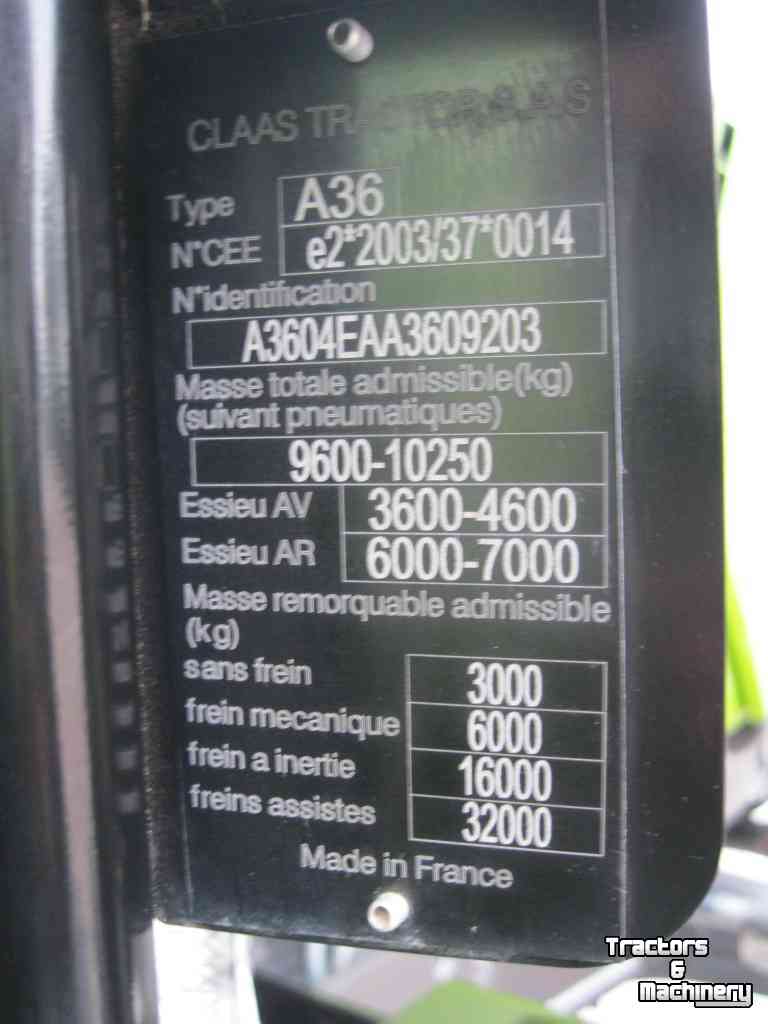 CLAAS TRACTOR S.A.S
Type A36
N°CEE e2*2003/37*0014
N°identification
A3604EAA3609203
Masse totale admissible(kg)
(suivant pneumatiques)
9600-10250
Essieu AV 3600-4600
Essieu AR 6000-7000
Masse remorquable admissible
(kg)
sans frein 3000
frein mecanique 6000
frein a inertie 16000
freins assistes 32000
Made in France
Tractors
&
Machinery